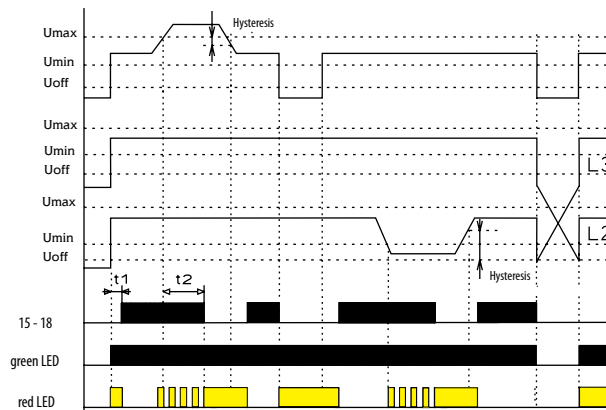 Hysteresis
Umax
Umin
Uoff
Umax
Umin
Uoff
L3
Umax
L2
Umin
Uoff
Hysteresis
t1
t2
15 - 18
green LED
red LED